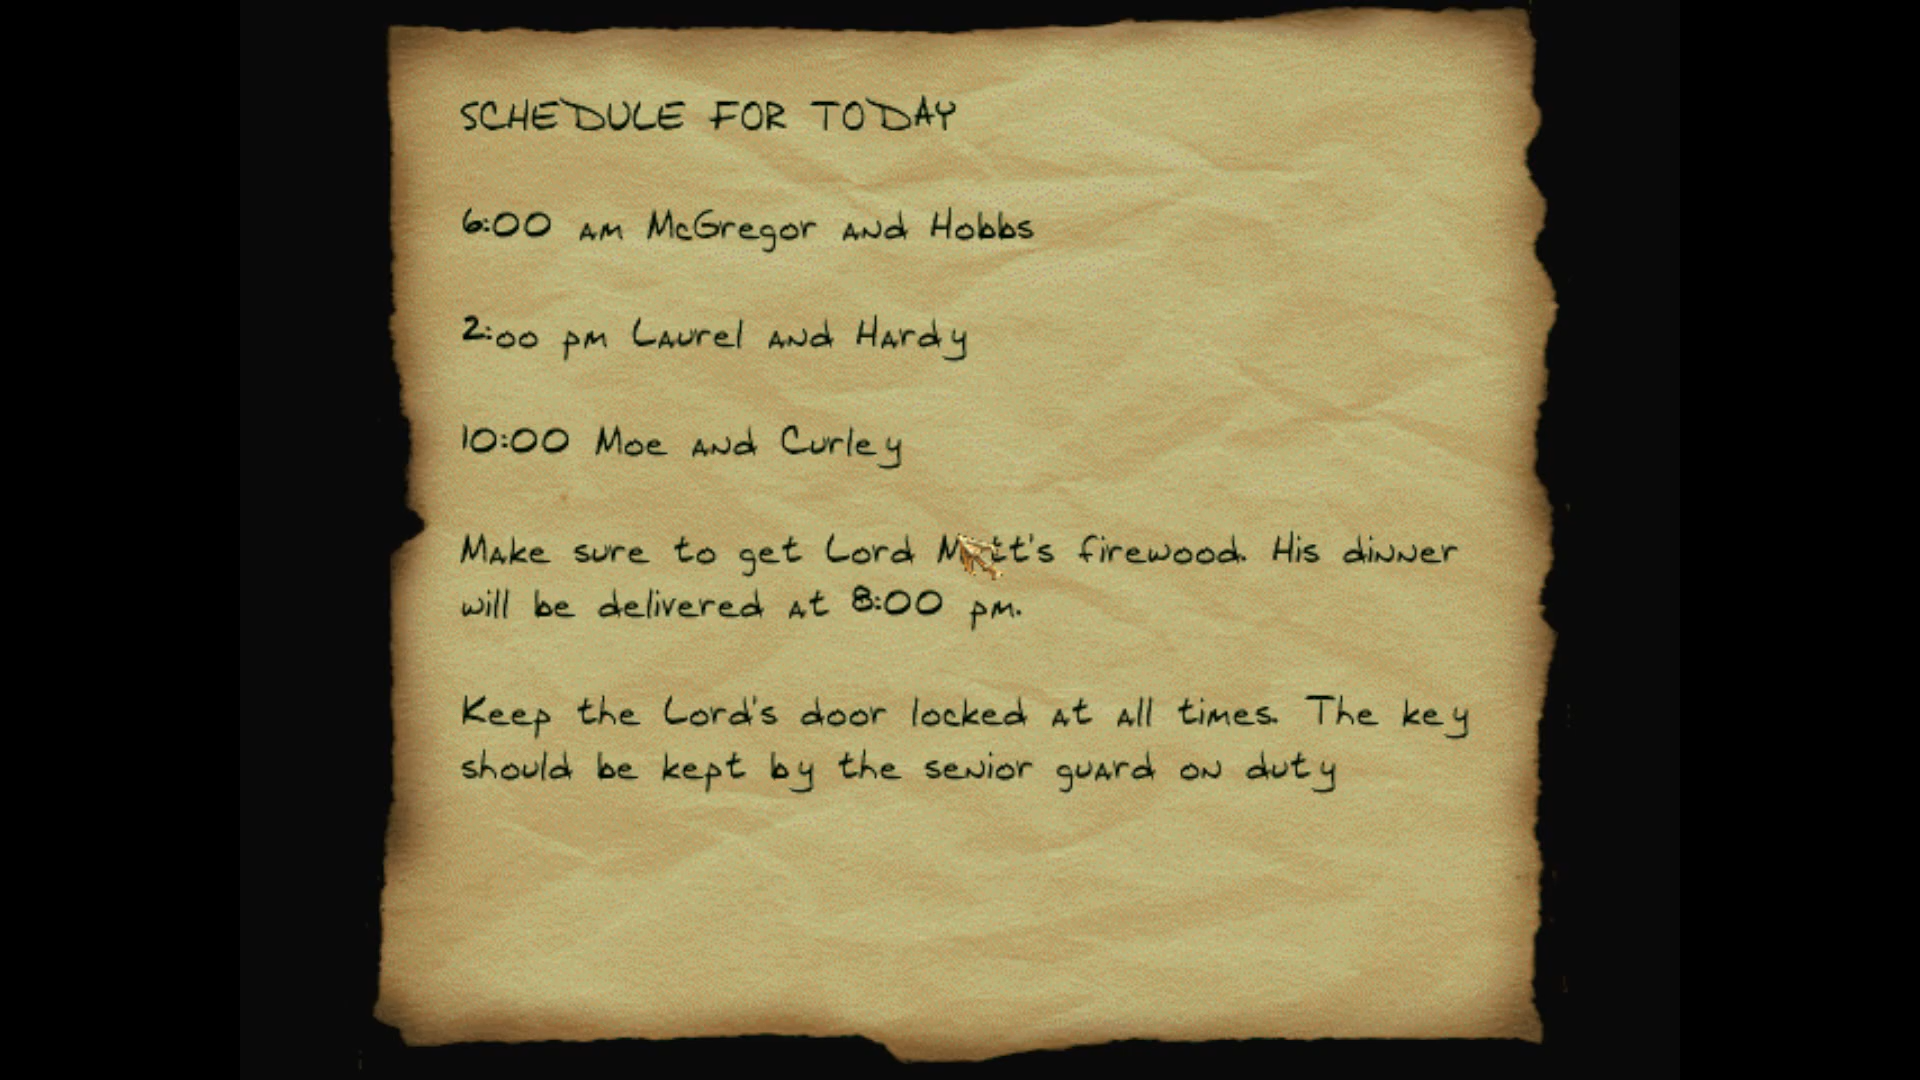 SCHEDULE FOR TODAY
6:00 am McGregor and Hobbs
2:00 pm Laurel and Hardy
10:00 Moe and Curley
Make sure to get Lord firewood. His dinner
will be delivered at 8:00 pm.
Keep the Lord's door locked at all times. The key
should be kept by the senior guard on duty